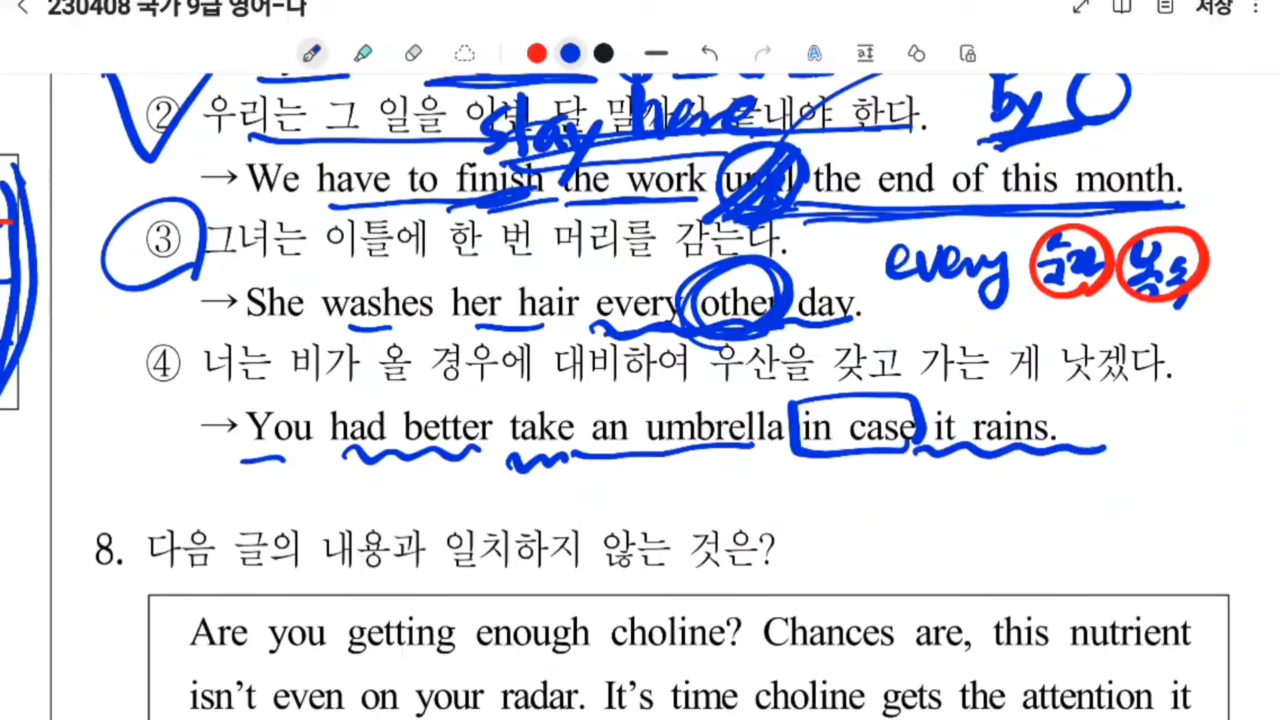 230408 국가 9급 영어-나 저장
② 우리는 그 일을 이번 달 말까지 끝내야 한다.
stay here by
→ We have to finish the work until the end of this month.
③ 그녀는 이틀에 한 번 머리를 감는다.
every 숫자 복수
→ She washes her hair every other day.
④ 너는 비가 올 경우에 대비하여 우산을 갖고 가는 게 낫겠다.
→ You had better take an umbrella in case it rains.
8. 다음 글의 내용과 일치하지 않는 것은?
Are you getting enough choline? Chances are, this nutrient
isn’t even on your radar. It’s time choline gets the attention it